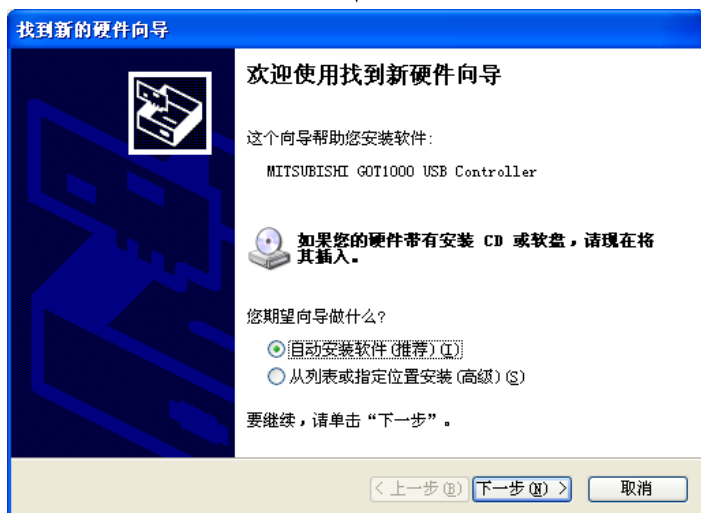 找到新的硬件向导
欢迎使用找到新硬件向导
这个向导帮助您安装软件:
MITSUBISHI GOT1000 USB Controller
如果您的硬件带有安装 CD 或软盘，请现在将
其插入。
您期望向导做什么?
自动安装软件(推荐)(I)
从列表或指定位置安装(高级)(S)
要继续，请单击“下一步”。
< 上一步(B) 下一步(N) > 取消